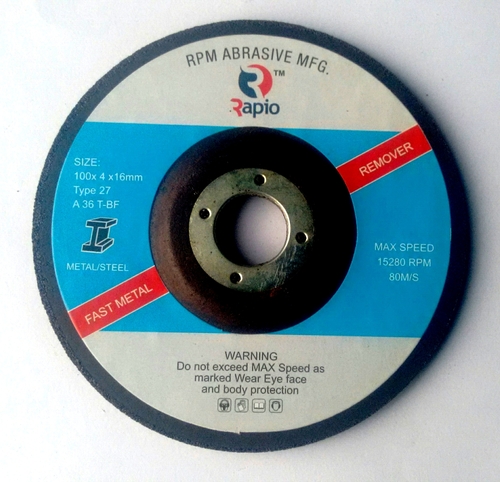 RPM ABRASIVE MFG.
TM
Rapio
SIZE:
100x 4 x16mm
Type 27
A 36 T-BF
METAL/STEEL
FAST METAL
REMOVER
MAX SPEED
15280.RPM
80M/S
WARNING
Do not exceed MAX Speed as
marked Wear Eye face
and body protection